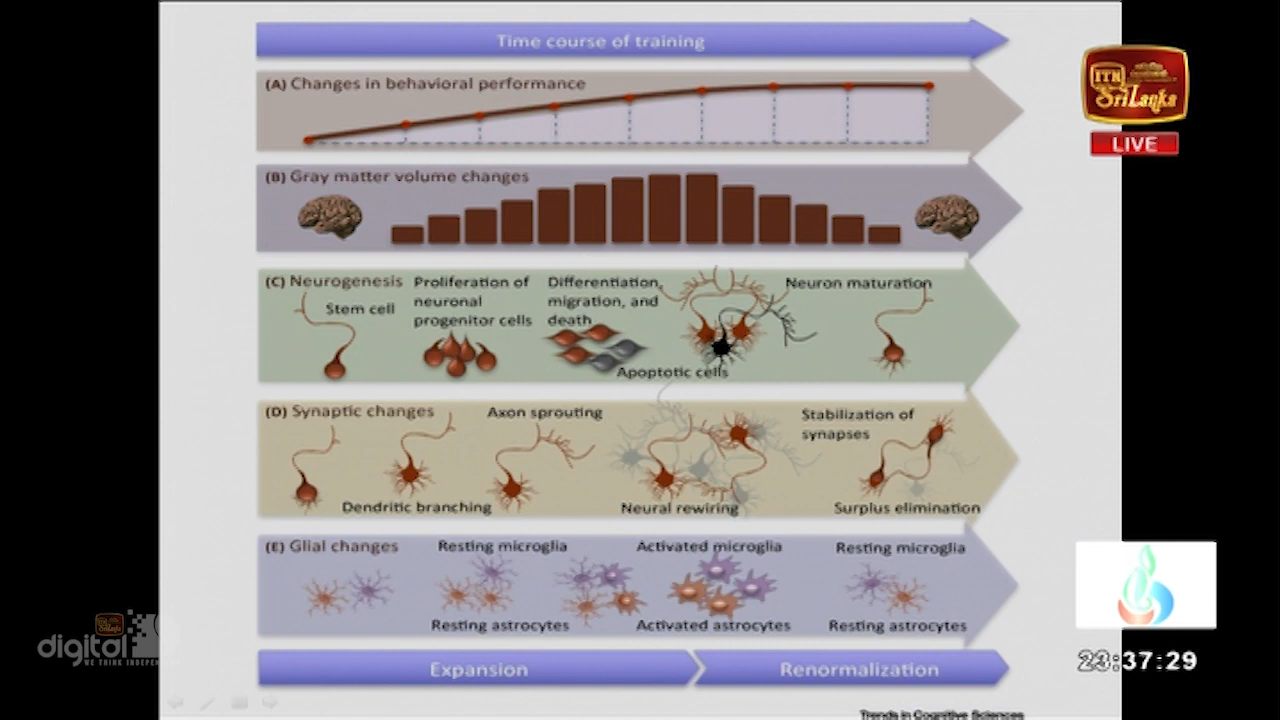 Time course of training
(A) Changes in behavioral performance
(B) Gray matter volume changes
(C) Neurogenesis
Stem cell
Proliferation of
neuronal
progenitor cells
Differentiation,
migration, and
death
Apoptotic cells
Neuron maturation
(D) Synaptic changes
Dendritic branching
Axon sprouting
Neural rewiring
Stabilization of
synapses
Surplus elimination
(E) Glial changes
Resting microglia
Resting astrocytes
Activated microglia
Activated astrocytes
Resting microglia
Resting astrocytes
Expansion
Renormalization
Trends in Cognitive Sciences
ITN
Sri Lanka
LIVE
23:37:29
digital
WE THINK INDEPEN